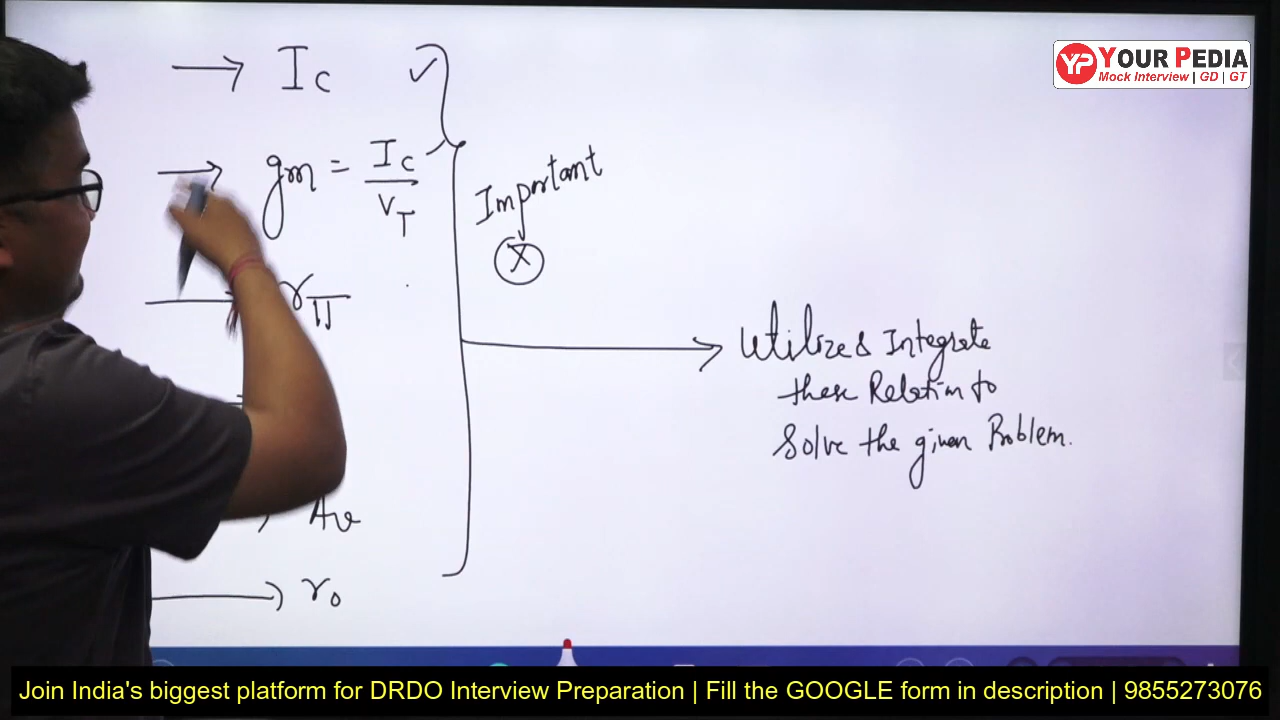 YP YOUR PEDIA
Mock Interview | GD | GT
→ Ic ✓
→ gm = Ic / VT
Important
X
rπ
Utilize & Integrate
these Relation to
Solve the given Problem.
→ Av
→ ro
Join India's biggest platform for DRDO Interview Preparation | Fill the GOOGLE form in description | 9855273076